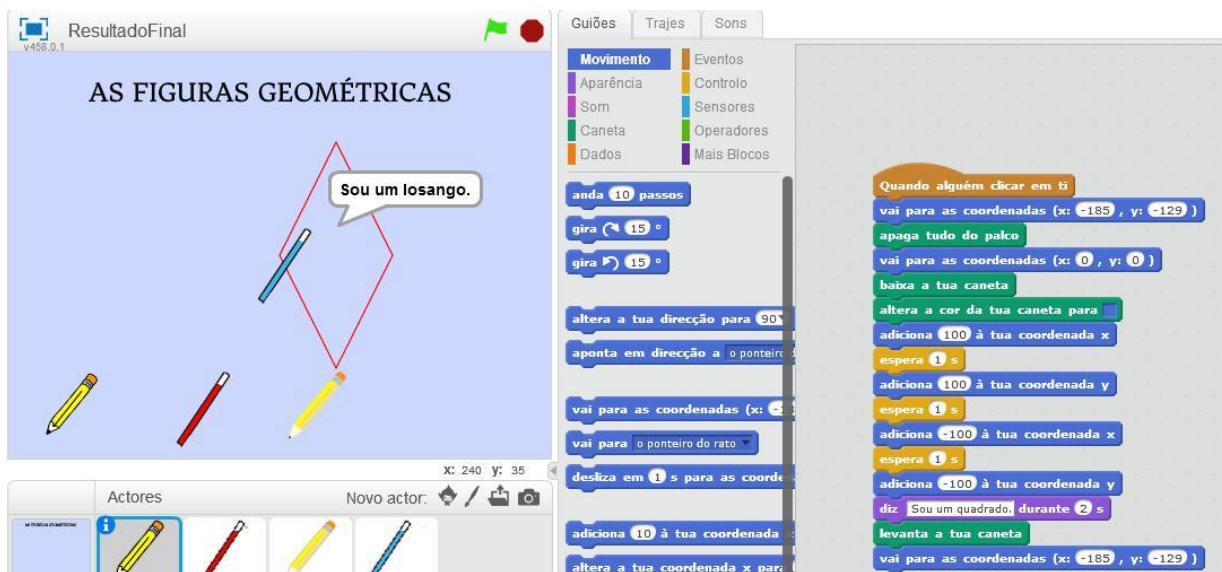 ResultadoFinal
v458.0.1
AS FIGURAS GEOMÉTRICAS
Sou um losango.
X: 240 y: 35
Actores
Novo actor:
Guiões
Trajes
Sons
Movimento
Eventos
Aparência
Controlo
Som
Sensores
Caneta
Operadores
Dados
Mais Blocos
anda 10 passos
gira 15 º
gira 15 º
altera a tua direcção para 90
aponta em direcção a o ponteiro
vai para as coordenadas (x:
vai para o ponteiro do rato
desliza em 1 s para as coorde
adiciona 10 à tua coordenada
altera a tua coordenada x para
Quando alguém clicar em ti
vai para as coordenadas (x: -185 , y: -129 )
apaga tudo do palco
vai para as coordenadas (x: 0 , y: 0 )
baixa a tua caneta
altera a cor da tua caneta para
adiciona 100 à tua coordenada x
espera 1 s
adiciona 100 à tua coordenada y
espera 1 s
adiciona -100 à tua coordenada x
espera 1 s
adiciona -100 à tua coordenada y
diz Sou um quadrado. durante 2 s
levanta a tua caneta
vai para as coordenadas (x: -185 , y: -129 )